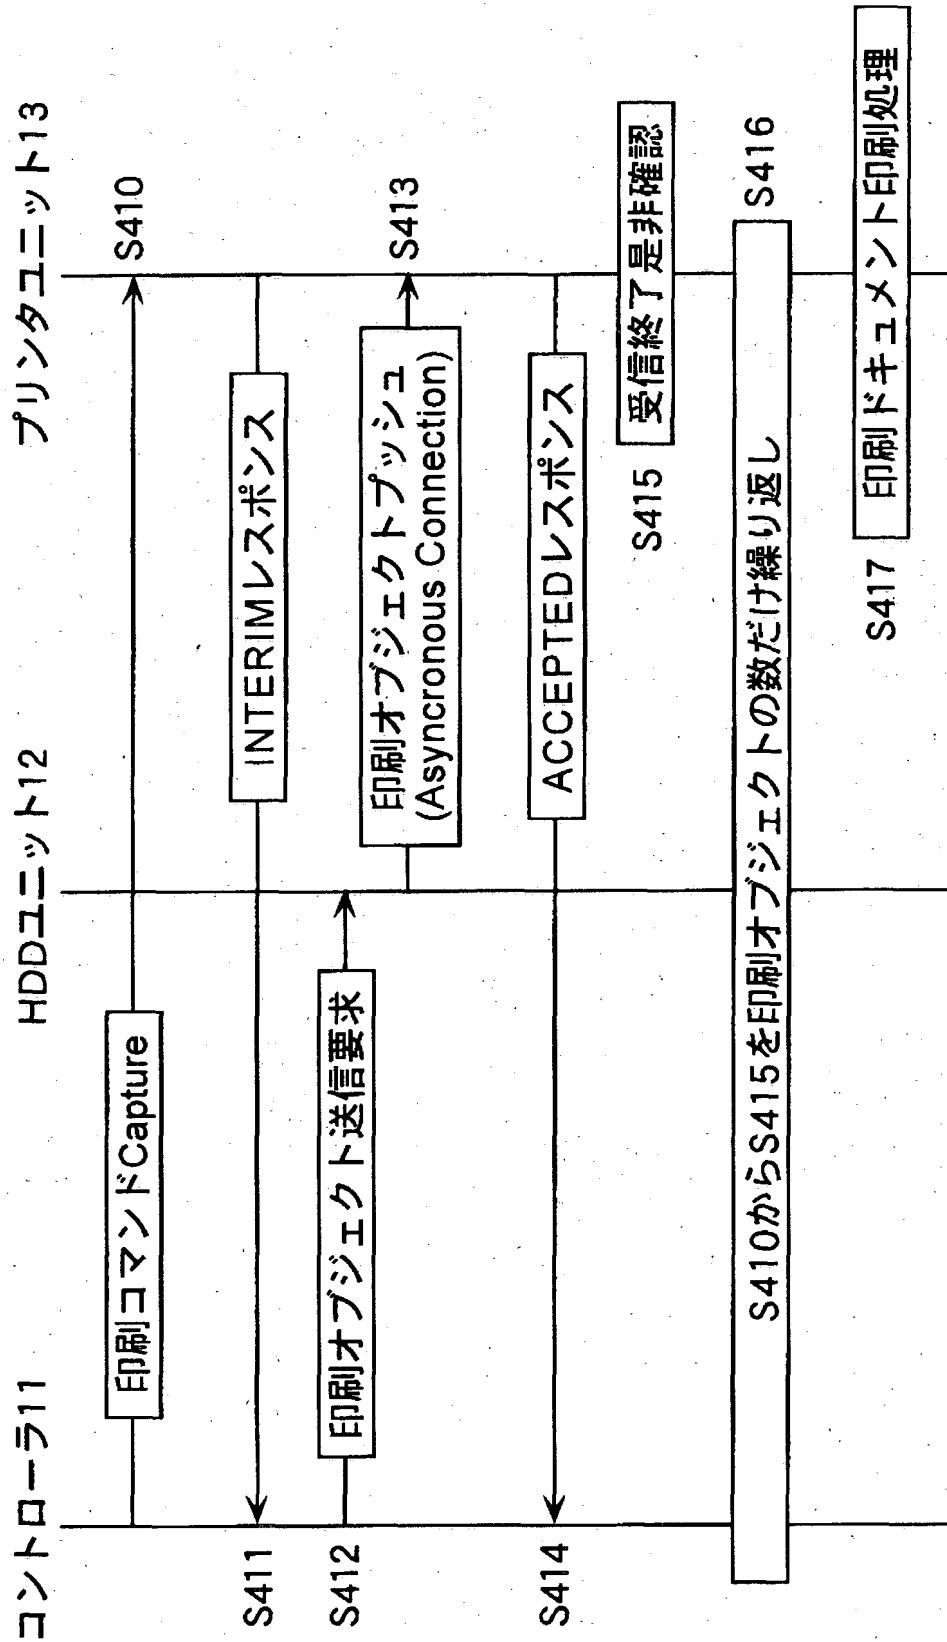 コントローラ11
HDDユニット12
プリンタユニット13
印刷コマンドCapture
S410
S411
INTERIMレスポンス
S412
印刷オブジェクト送信要求
印刷オブジェクトプッシュ
(Asyncronous Connection)
S413
S414
ACCEPTEDレスポンス
S415
受信終了是非確認
S410からS415を印刷オブジェクトの数だけ繰り返し
S416
S417
印刷ドキュメント印刷処理